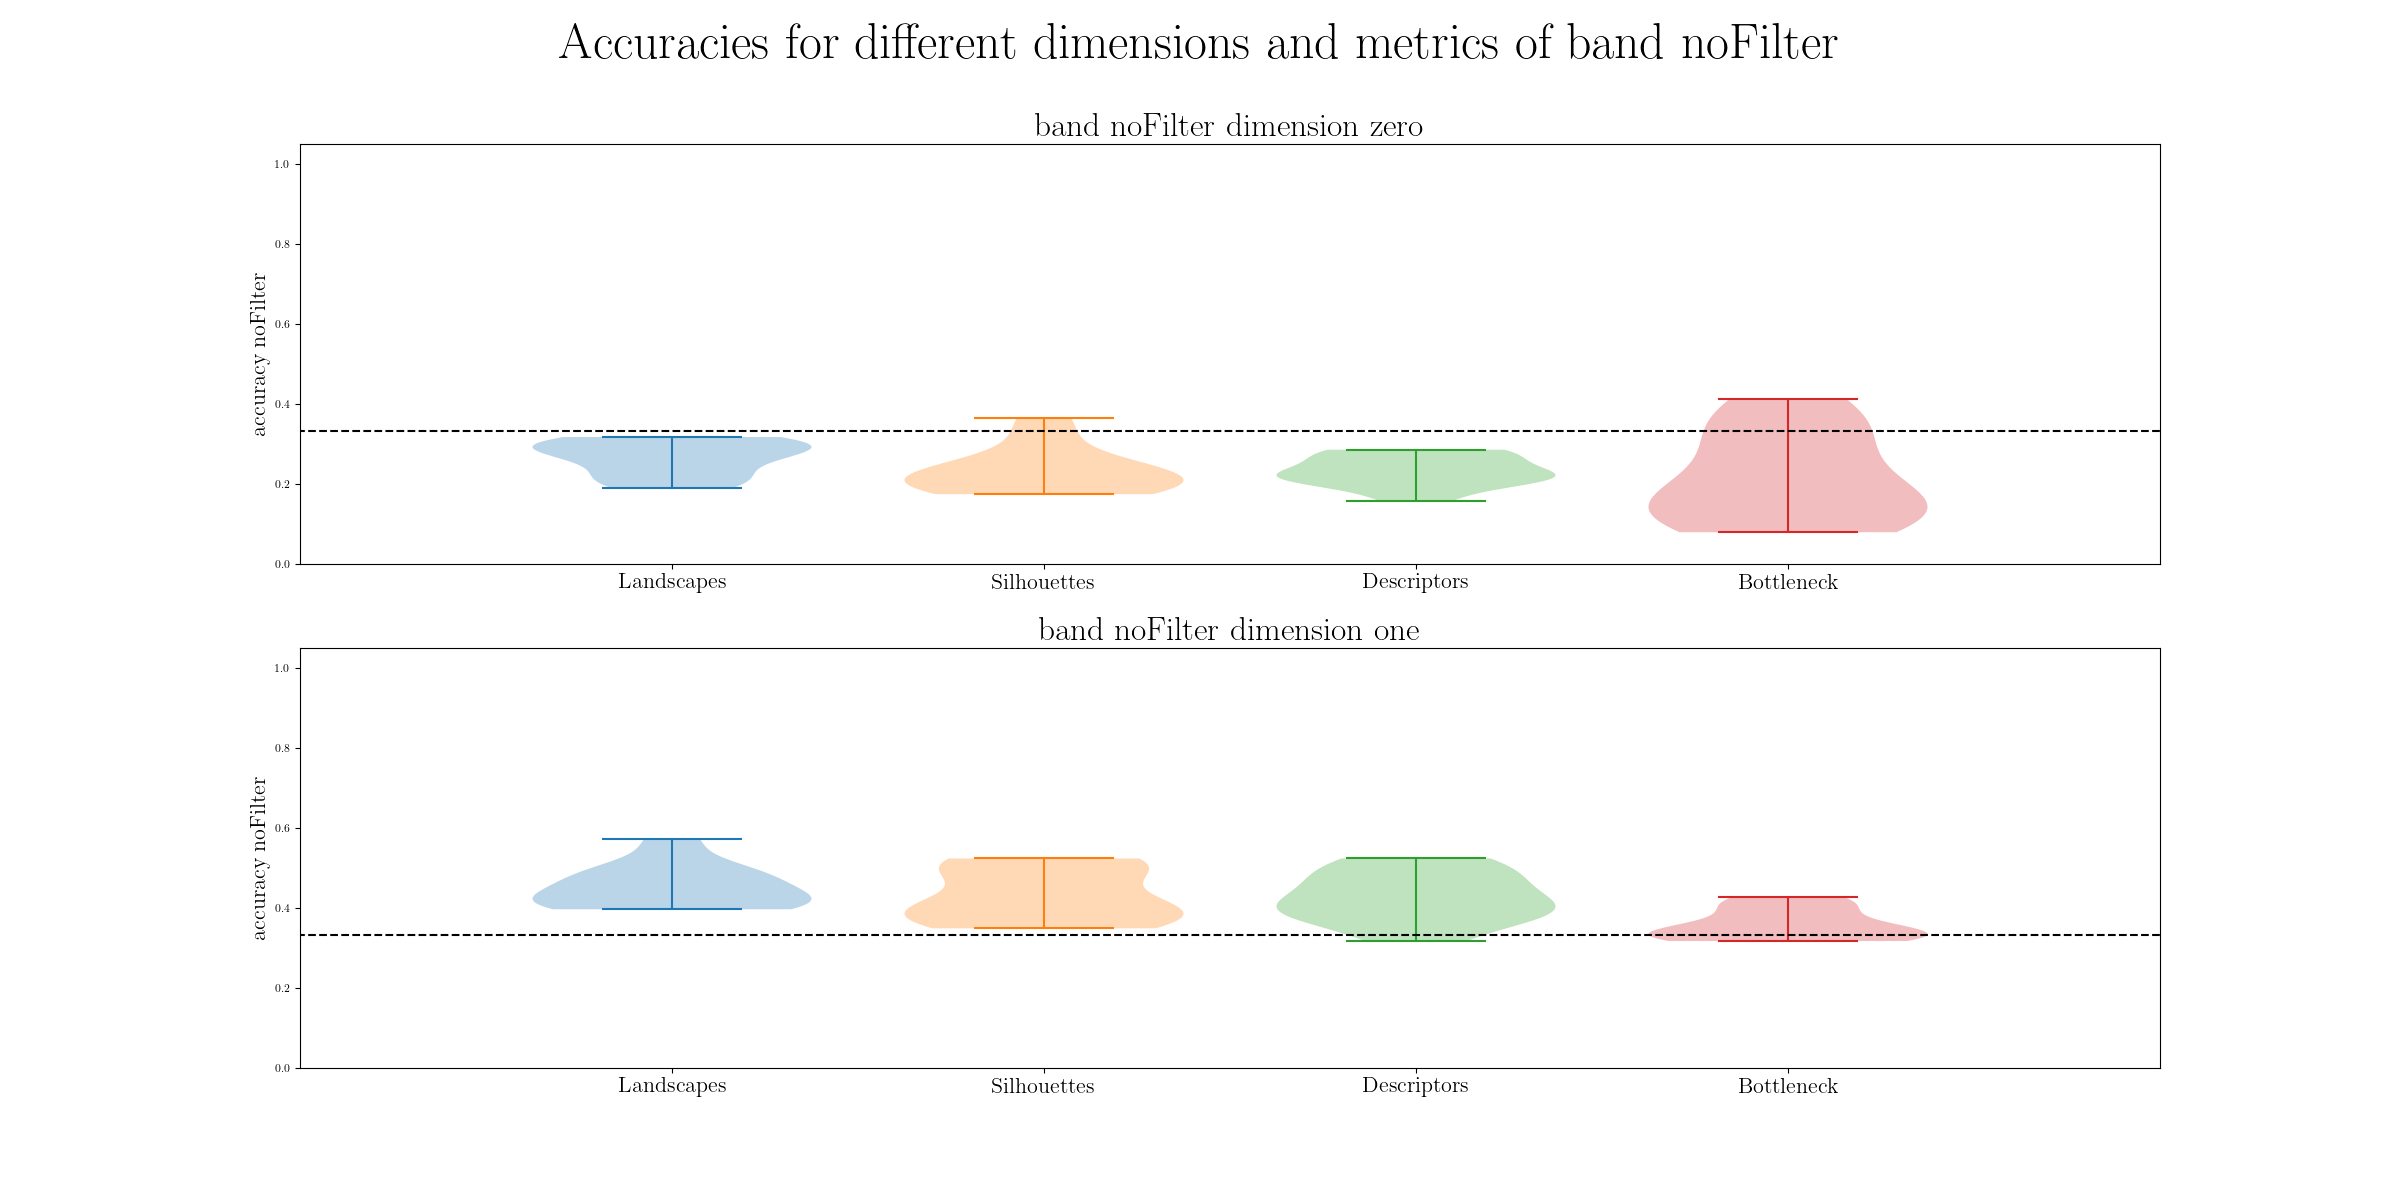 Accuracies for different dimensions and metrics of band noFilter
band noFilter dimension zero
accuracy noFilter
1.0
0.8
0.6
0.4
0.2
0.0
Landscapes Silhouettes Descriptors Bottleneck
band noFilter dimension one
accuracy noFilter
1.0
0.8
0.6
0.4
0.2
0.0
Landscapes Silhouettes Descriptors Bottleneck